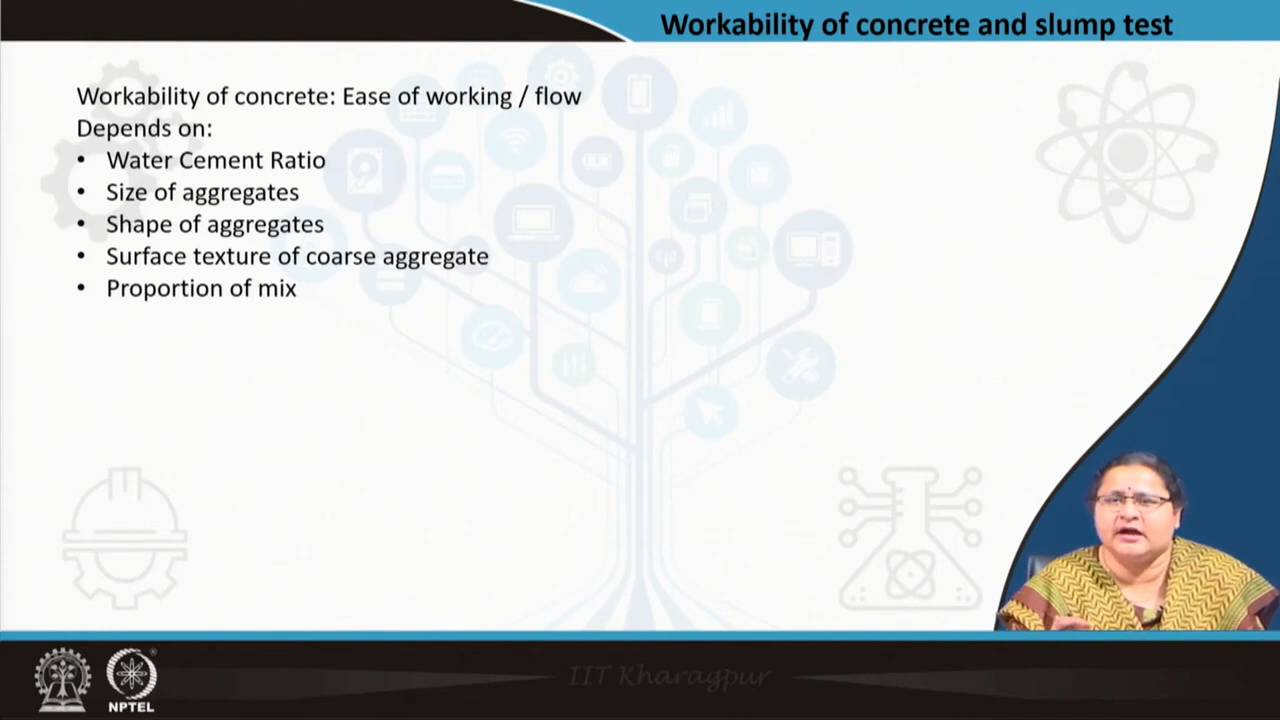 Workability of concrete and slump test
Workability of concrete: Ease of working / flow
Depends on:
• Water Cement Ratio
• Size of aggregates
• Shape of aggregates
• Surface texture of coarse aggregate
• Proportion of mix
IIT Kharagpur
NPTEL